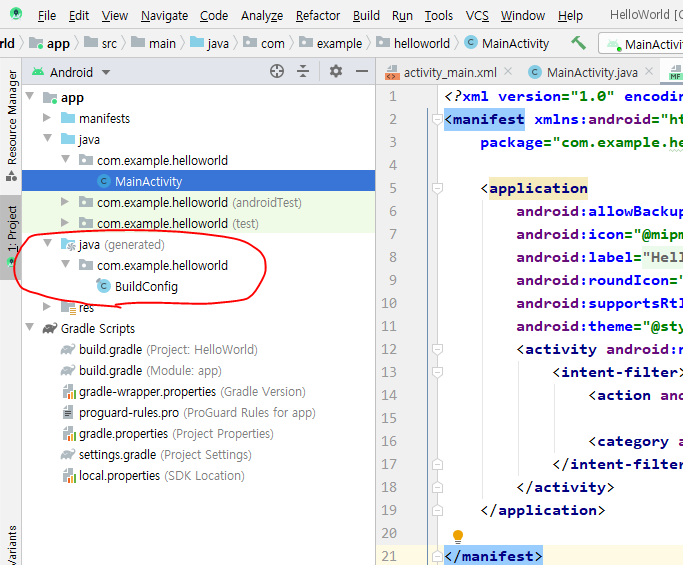 File Edit View Navigate Code Analyze Refactor Build Run Tools VCS Window Help HelloWorld [C
rld app src main java com example helloworld MainActivity MainActivi
Android
activity_main.xml MainActivity.java
Resource Manager
1: Project
app
manifests
java
com.example.helloworld
MainActivity
com.example.helloworld (androidTest)
com.example.helloworld (test)
java (generated)
com.example.helloworld
BuildConfig
res
Gradle Scripts
build.gradle (Project: HelloWorld)
build.gradle (Module: app)
gradle-wrapper.properties (Gradle Version)
proguard-rules.pro (ProGuard Rules for app)
gradle.properties (Project Properties)
settings.gradle (Project Settings)
local.properties (SDK Location)
1 <?xml version="1.0" encodin
2 <manifest xmlns:android="ht
3 package="com.example.he
4
5 <application
6 android:allowBackup
7 android:icon="@mipm
8 android:label="Hell
9 android:roundIcon="
10 android:supportsRtl
11 android:theme="@sty
12 <activity android:n
13 <intent-filter>
14 <action and
15
16 <category a
17 </intent-filter
18 </activity>
19 </application>
20
21 </manifest>